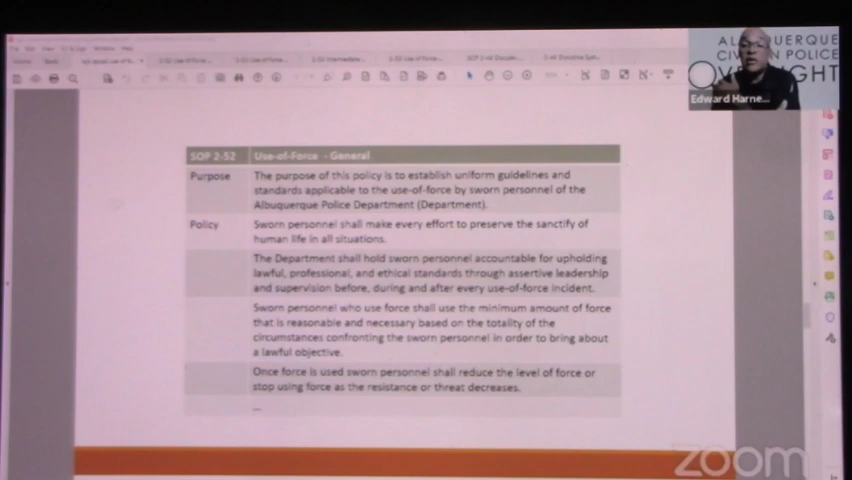 ALBUQUERQUE
CIVILIAN POLICE
OVERSIGHT
Edward Harne...
SOP 2-52
Use-of-Force - General
Purpose
The purpose of this policy is to establish uniform guidelines and
standards applicable to the use-of-force by sworn personnel of the
Albuquerque Police Department (Department).
Policy
Sworn personnel shall make every effort to preserve the sanctify of
human life in all situations.
The Department shall hold sworn personnel accountable for upholding
lawful, professional, and ethical standards through assertive leadership
and supervision before, during and after every use-of-force incident.
Sworn personnel who use force shall use the minimum amount of force
that is reasonable and necessary based on the totality of the
circumstances confronting the sworn personnel in order to bring about
a lawful objective.
Once force is used sworn personnel shall reduce the level of force or
stop using force as the resistance or threat decreases.
...
zoom